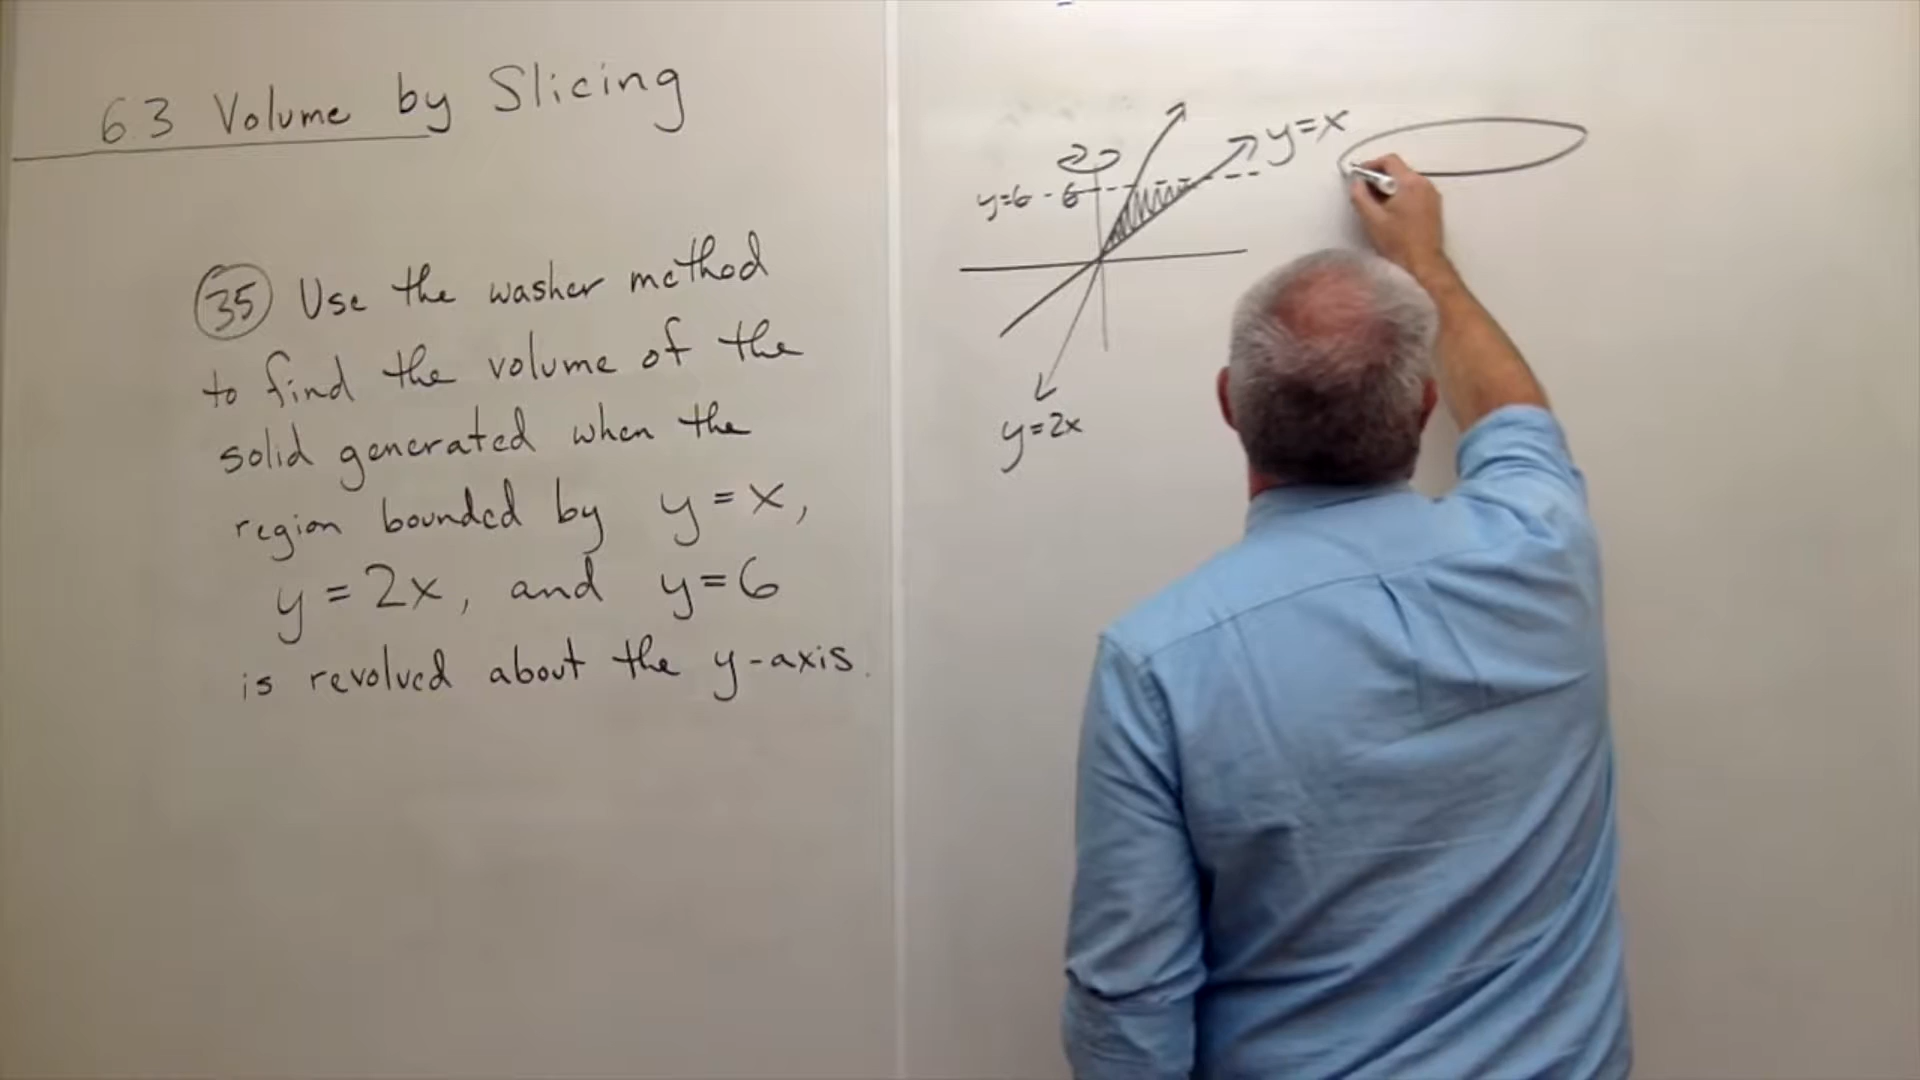 6.3 Volume by Slicing
35 Use the washer method
to find the volume of the
solid generated when the
region bounded by y = x,
y = 2x, and y = 6
is revolved about the y-axis.
y=x
y=6 - 6
y=2x